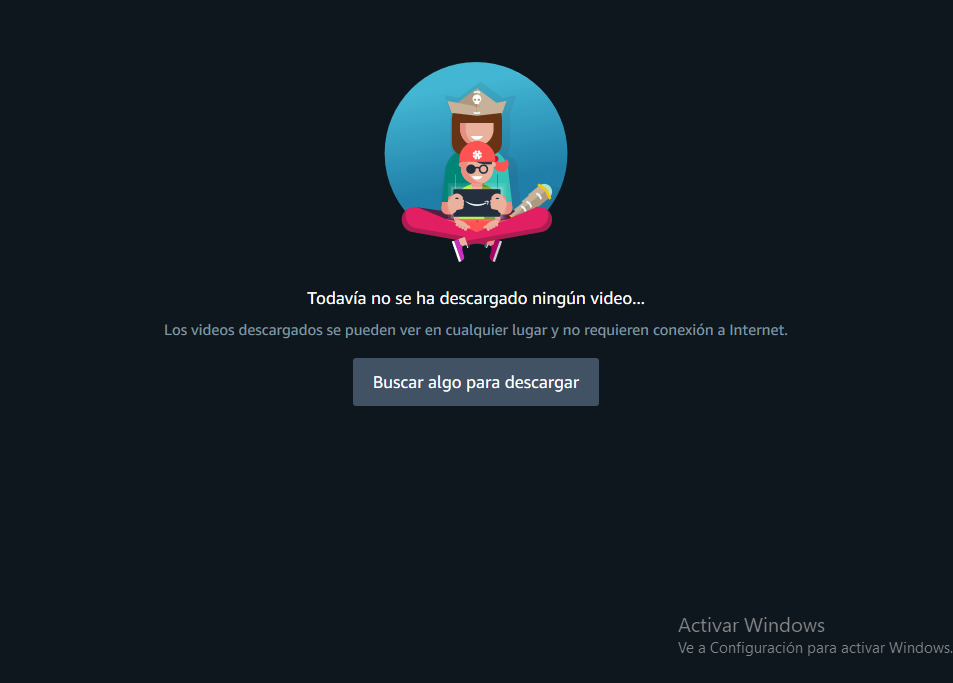 Todavía no se ha descargado ningún video...
Los videos descargados se pueden ver en cualquier lugar y no requieren conexión a Internet.
Buscar algo para descargar
Activar Windows
Ve a Configuración para activar Windows.